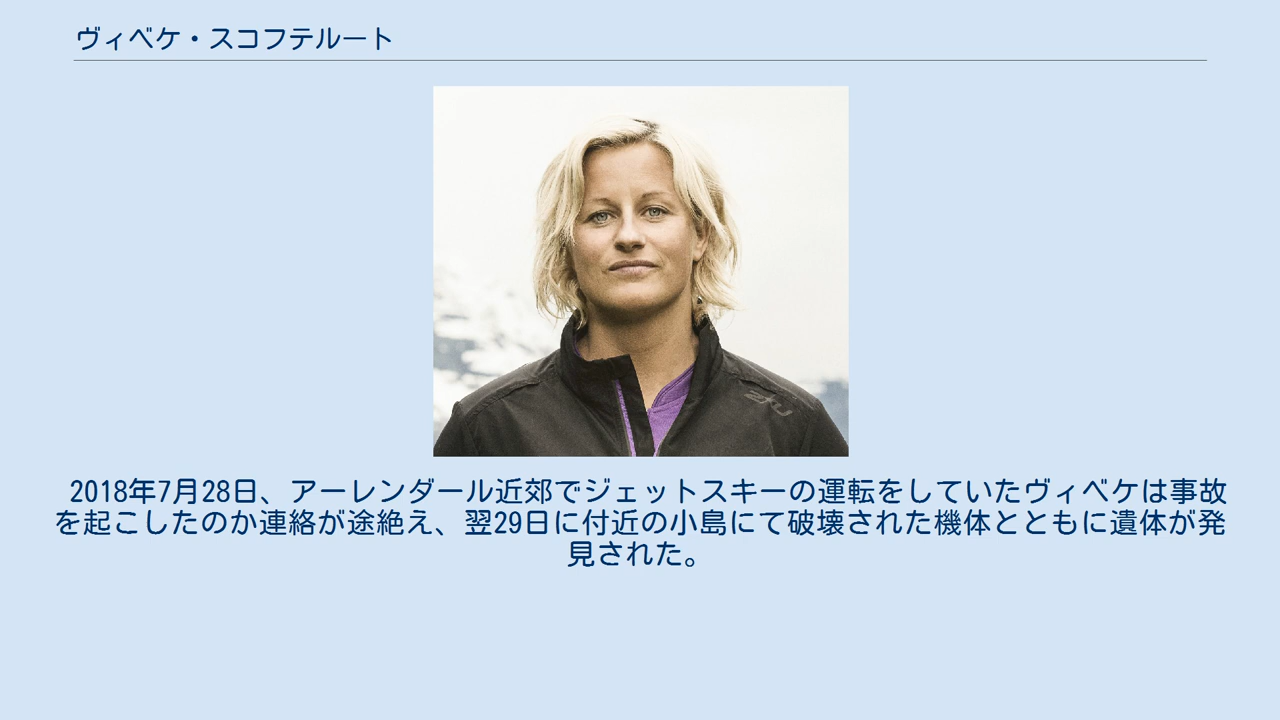 ヴィベケ・スコフテルート
2XU
2018年7月28日、アーレンダール近郊でジェットスキーの運転をしていたヴィベケは事故
を起こしたのか連絡が途絶え、翌29日に付近の小島にて破壊された機体とともに遺体が発
見された。